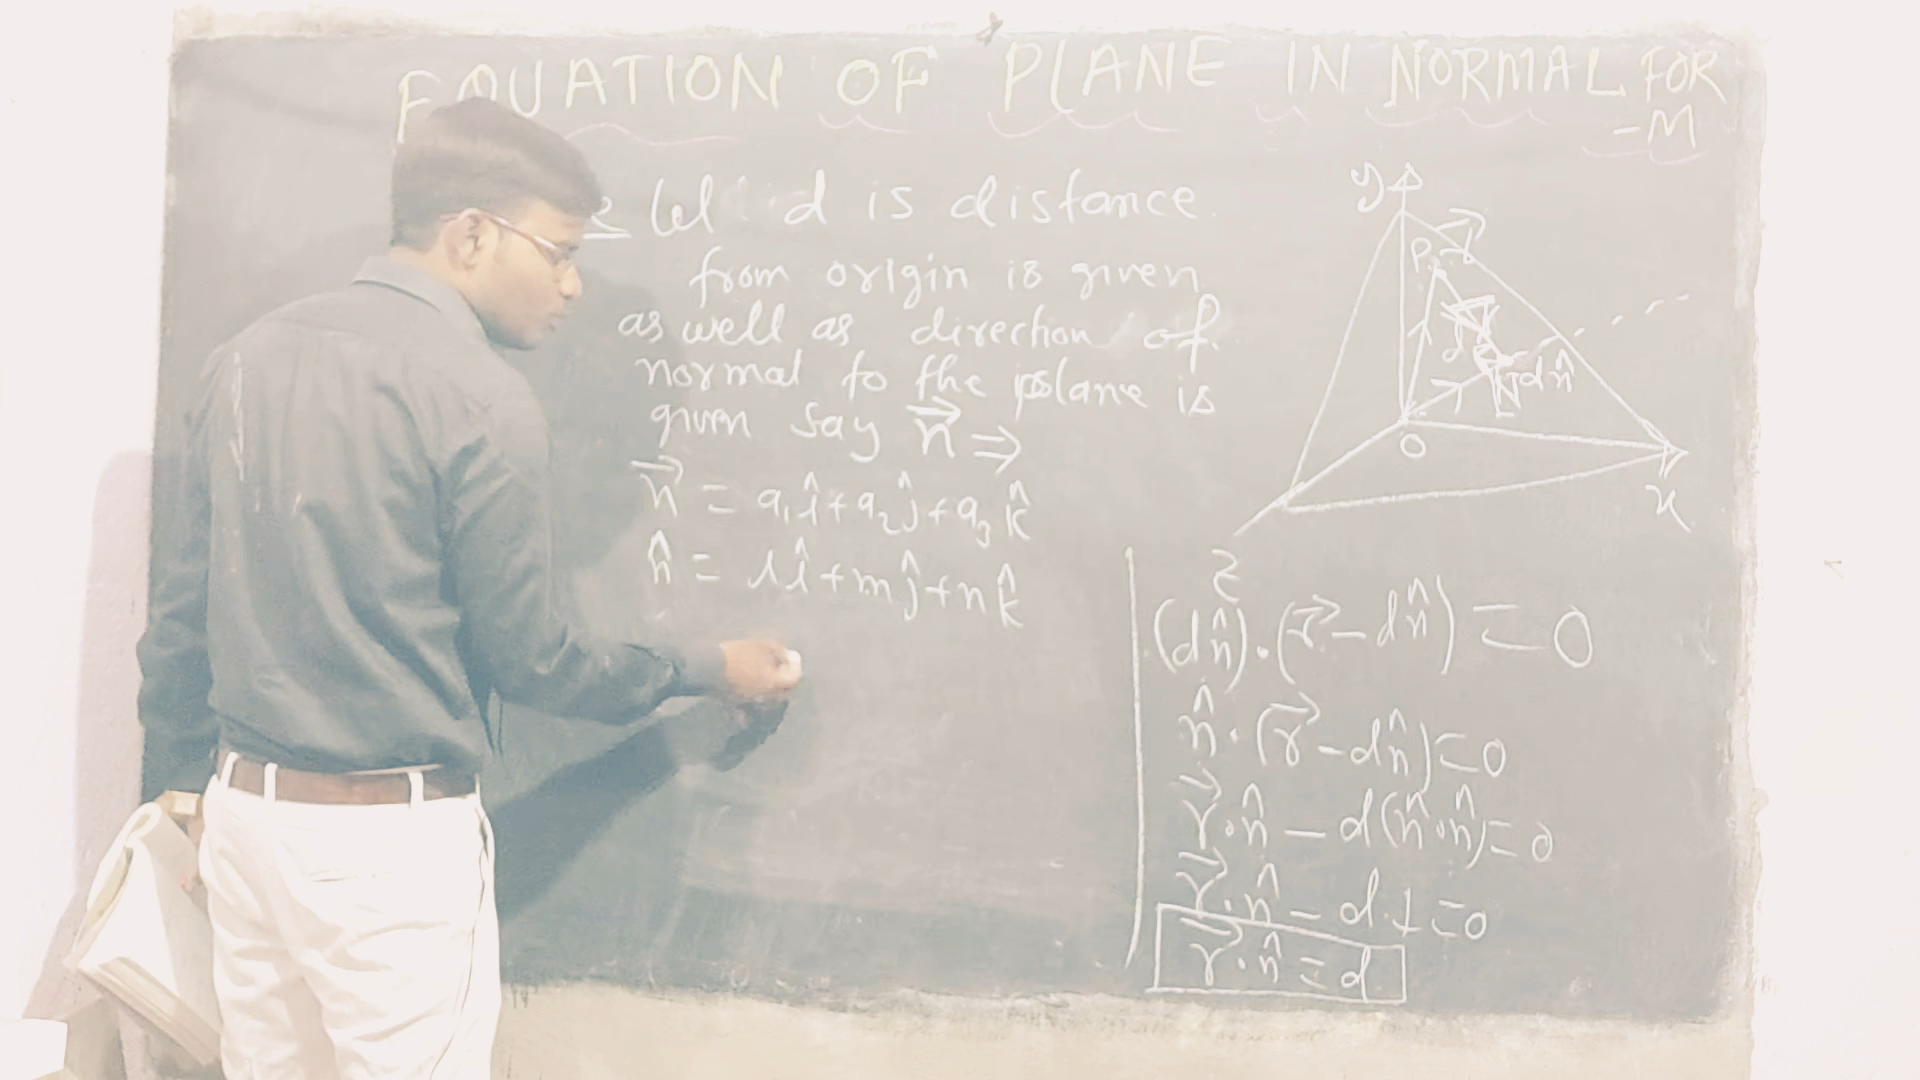 EQUATION OF PLANE IN NORMAL FOR
-M
Let d is distance
from origin is given
as well as direction of
normal to the plane is
given say n⃗ ⇒
n⃗ = a₁î + a₂ĵ + a₃k̂
n̂ = lî + mĵ + nk̂
y
P
r⃗
d
N
dn̂
O
x
z
(dn̂)·(r⃗ - dn̂) = 0
n̂·(r⃗ - dn̂) = 0
r⃗·n̂ - d(n̂·n̂) = 0
r⃗·n̂ - d·1 = 0
r⃗·n̂ = d